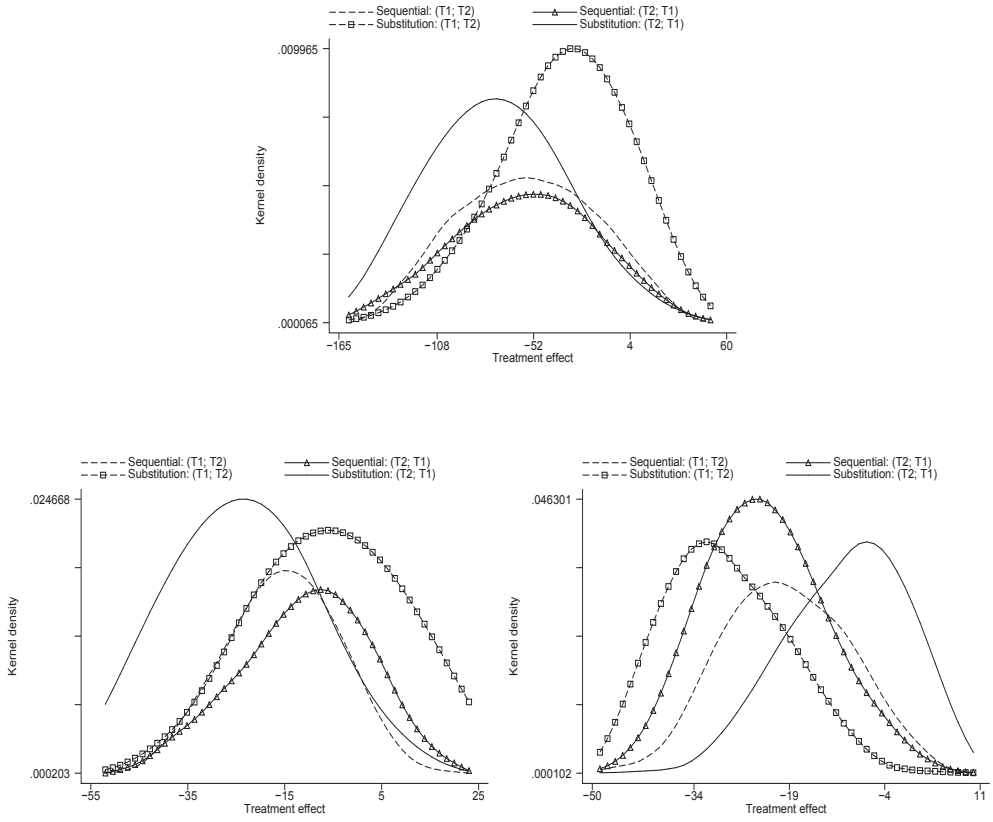 Sequential: (T1; T2) Sequential: (T2; T1)
Substitution: (T1; T2) Substitution: (T2; T1)
.009965
Kernel density
.000065
−165 −108 −52 4 60
Treatment effect
Sequential: (T1; T2) Sequential: (T2; T1)
Substitution: (T1; T2) Substitution: (T2; T1)
.024668
Kernel density
.000203
−55 −35 −15 5 25
Treatment effect
Sequential: (T1; T2) Sequential: (T2; T1)
Substitution: (T1; T2) Substitution: (T2; T1)
.046301
Kernel density
.000102
−50 −34 −19 −4 11
Treatment effect